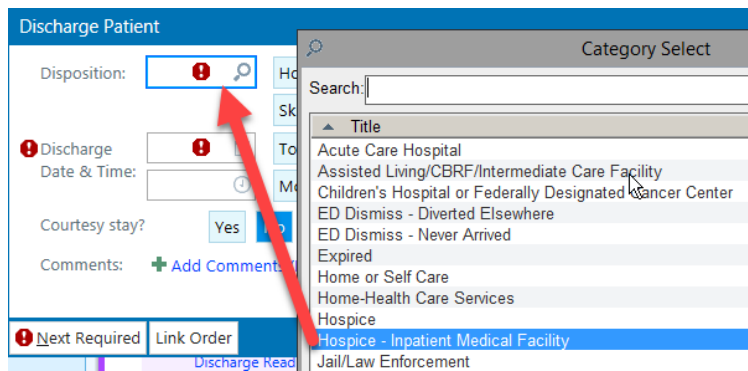 Discharge Patient
Disposition:
Ho
Sk
Discharge
Date & Time:
To
Mo
Courtesy stay?
Yes
Comments:
Add Comments
Next Required
Link Order
Discharge Read
Category Select
Search:
Title
Acute Care Hospital
Assisted Living/CBRF/Intermediate Care Facility
Children's Hospital or Federally Designated Cancer Center
ED Dismiss - Diverted Elsewhere
ED Dismiss - Never Arrived
Expired
Home or Self Care
Home-Health Care Services
Hospice
Hospice - Inpatient Medical Facility
Jail/Law Enforcement